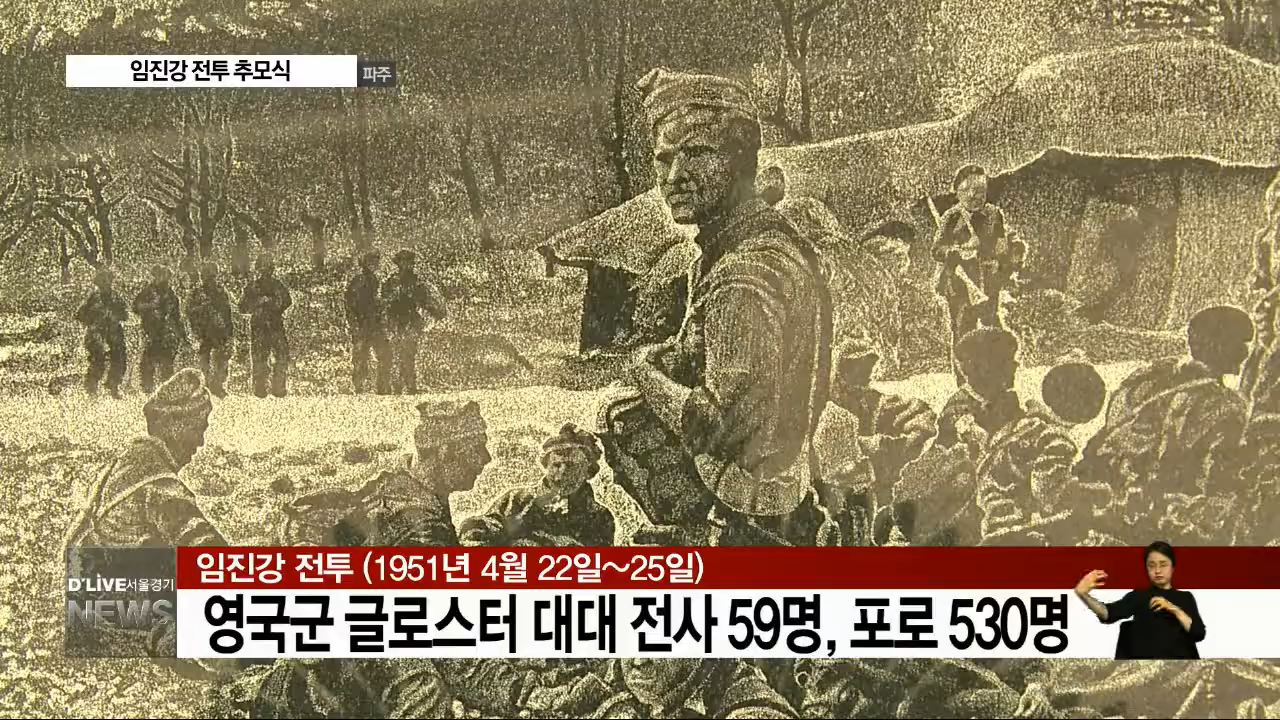 임진강 전투 추모식
파주
임진강 전투 (1951년 4월 22일~25일)
D'LIVE서울경기
NEWS
영국군 글로스터 대대 전사 59명, 포로 530명